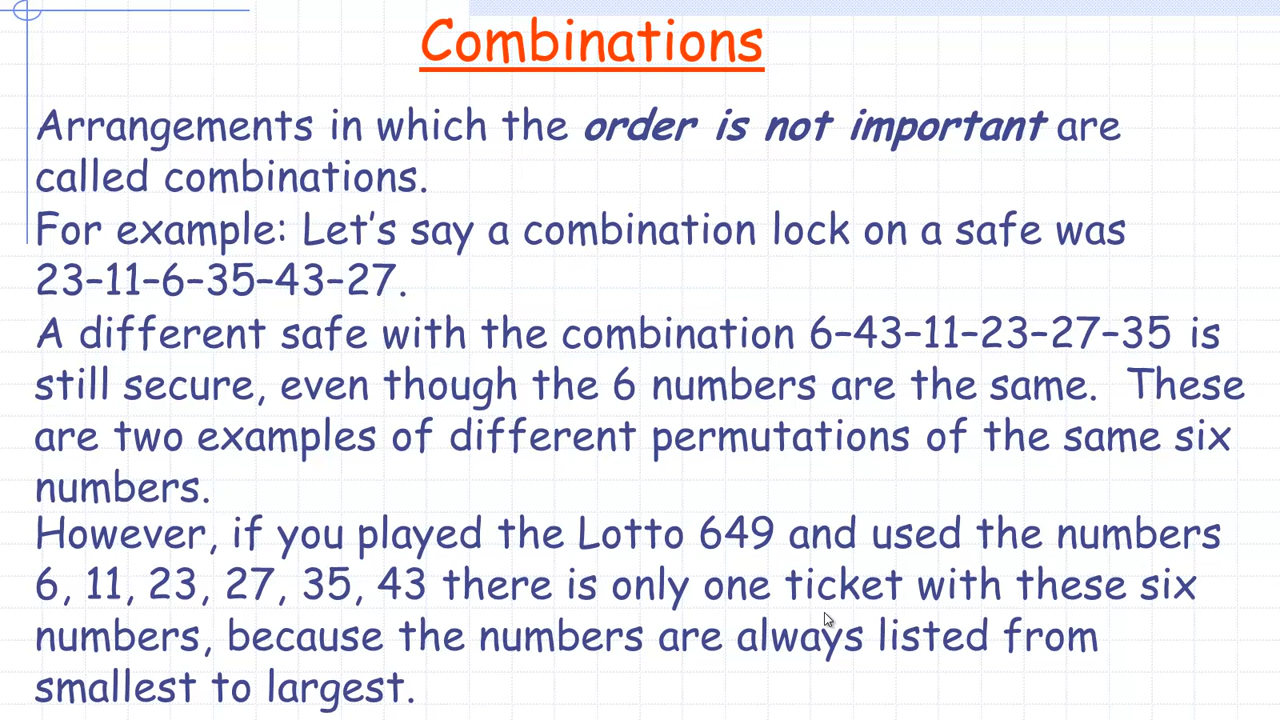 Combinations
Arrangements in which the order is not important are
called combinations.
For example: Let's say a combination lock on a safe was
23–11–6–35–43–27.
A different safe with the combination 6–43–11–23–27–35 is
still secure, even though the 6 numbers are the same.  These
are two examples of different permutations of the same six
numbers.
However, if you played the Lotto 649 and used the numbers
6, 11, 23, 27, 35, 43 there is only one ticket with these six
numbers, because the numbers are always listed from
smallest to largest.